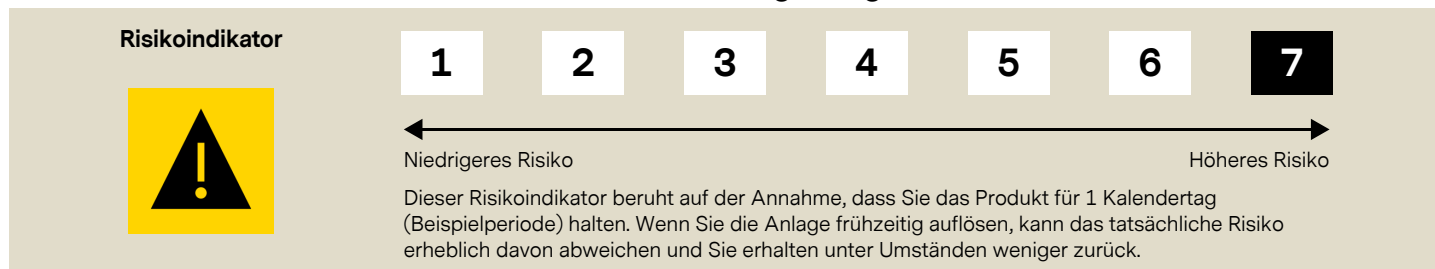 Risikoindikator
1 2 3 4 5 6 7
Niedrigeres Risiko Höheres Risiko
Dieser Risikoindikator beruht auf der Annahme, dass Sie das Produkt für 1 Kalendertag
(Beispielperiode) halten. Wenn Sie die Anlage frühzeitig auflösen, kann das tatsächliche Risiko
erheblich davon abweichen und Sie erhalten unter Umständen weniger zurück.